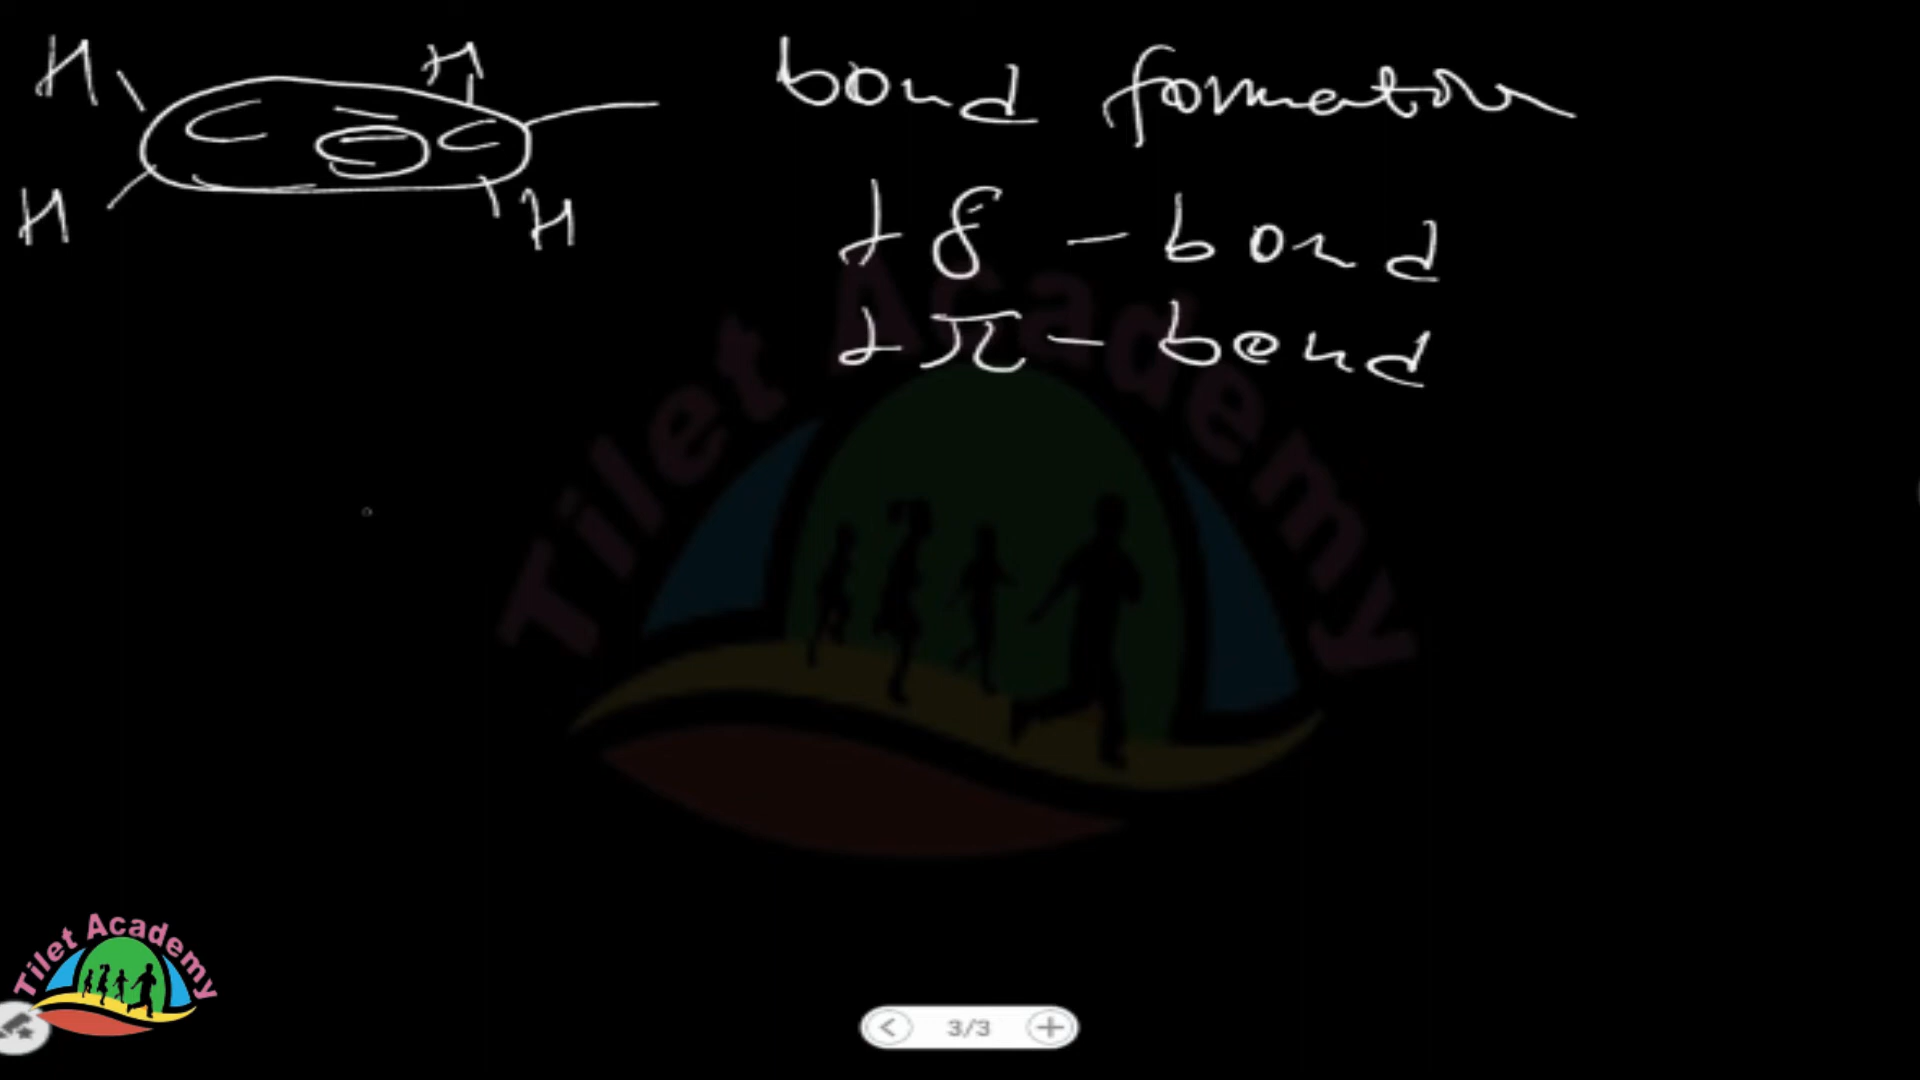 H H
C = C
H H
bond formation
1 δ - bond
1 π - bond
Tilet Academy
Tilet Academy
3/3